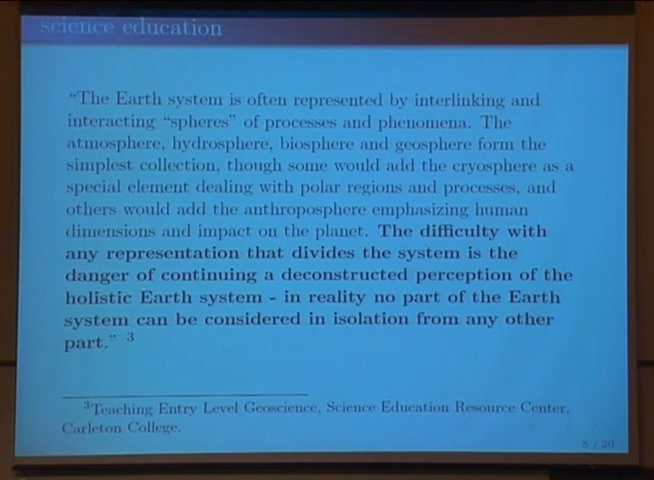 science education
“The Earth system is often represented by interlinking and
interacting “spheres” of processes and phenomena. The
atmosphere, hydrosphere, biosphere and geosphere form the
simplest collection, though some would add the cryosphere as a
special element dealing with polar regions and processes, and
others would add the anthroposphere emphasizing human
dimensions and impact on the planet. The difficulty with
any representation that divides the system is the
danger of continuing a deconstructed perception of the
holistic Earth system - in reality no part of the Earth
system can be considered in isolation from any other
part.” 3
3Teaching Entry Level Geoscience, Science Education Resource Center,
Carleton College.
5 / 20